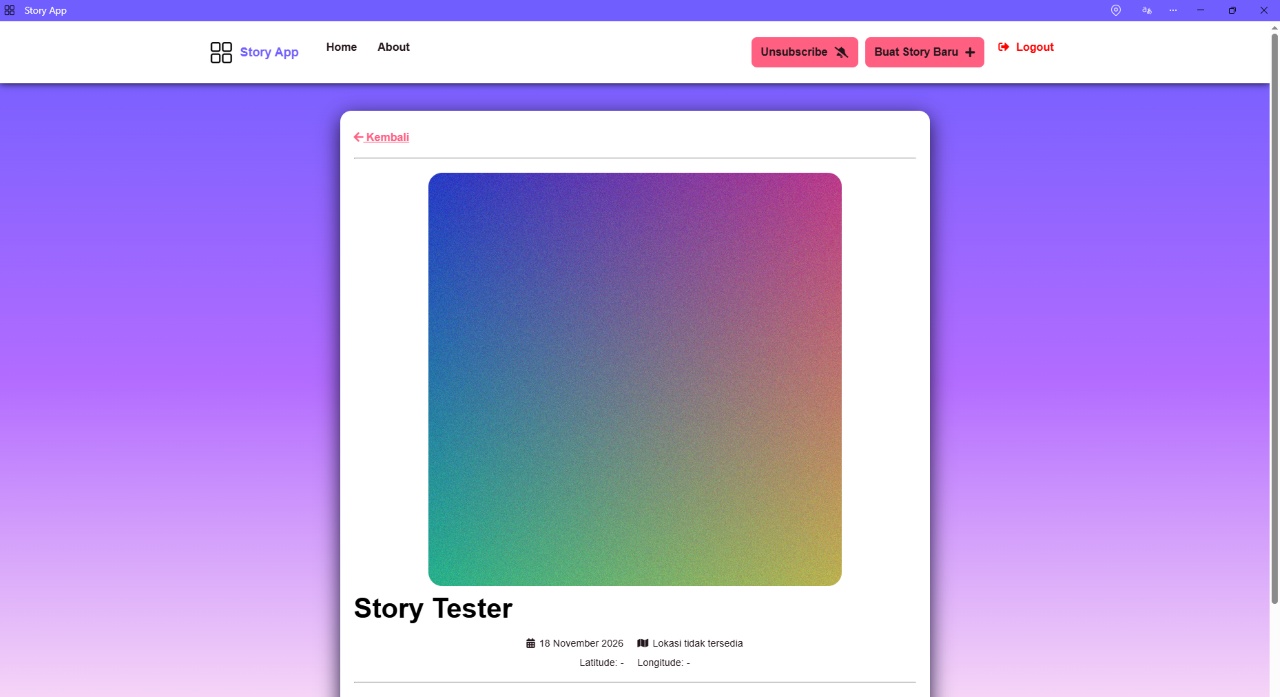 Story App
Story App
Home
About
Unsubscribe
Buat Story Baru
Logout
Kembali
Story Tester
18 November 2026
Lokasi tidak tersedia
Latitude: -
Longitude: -